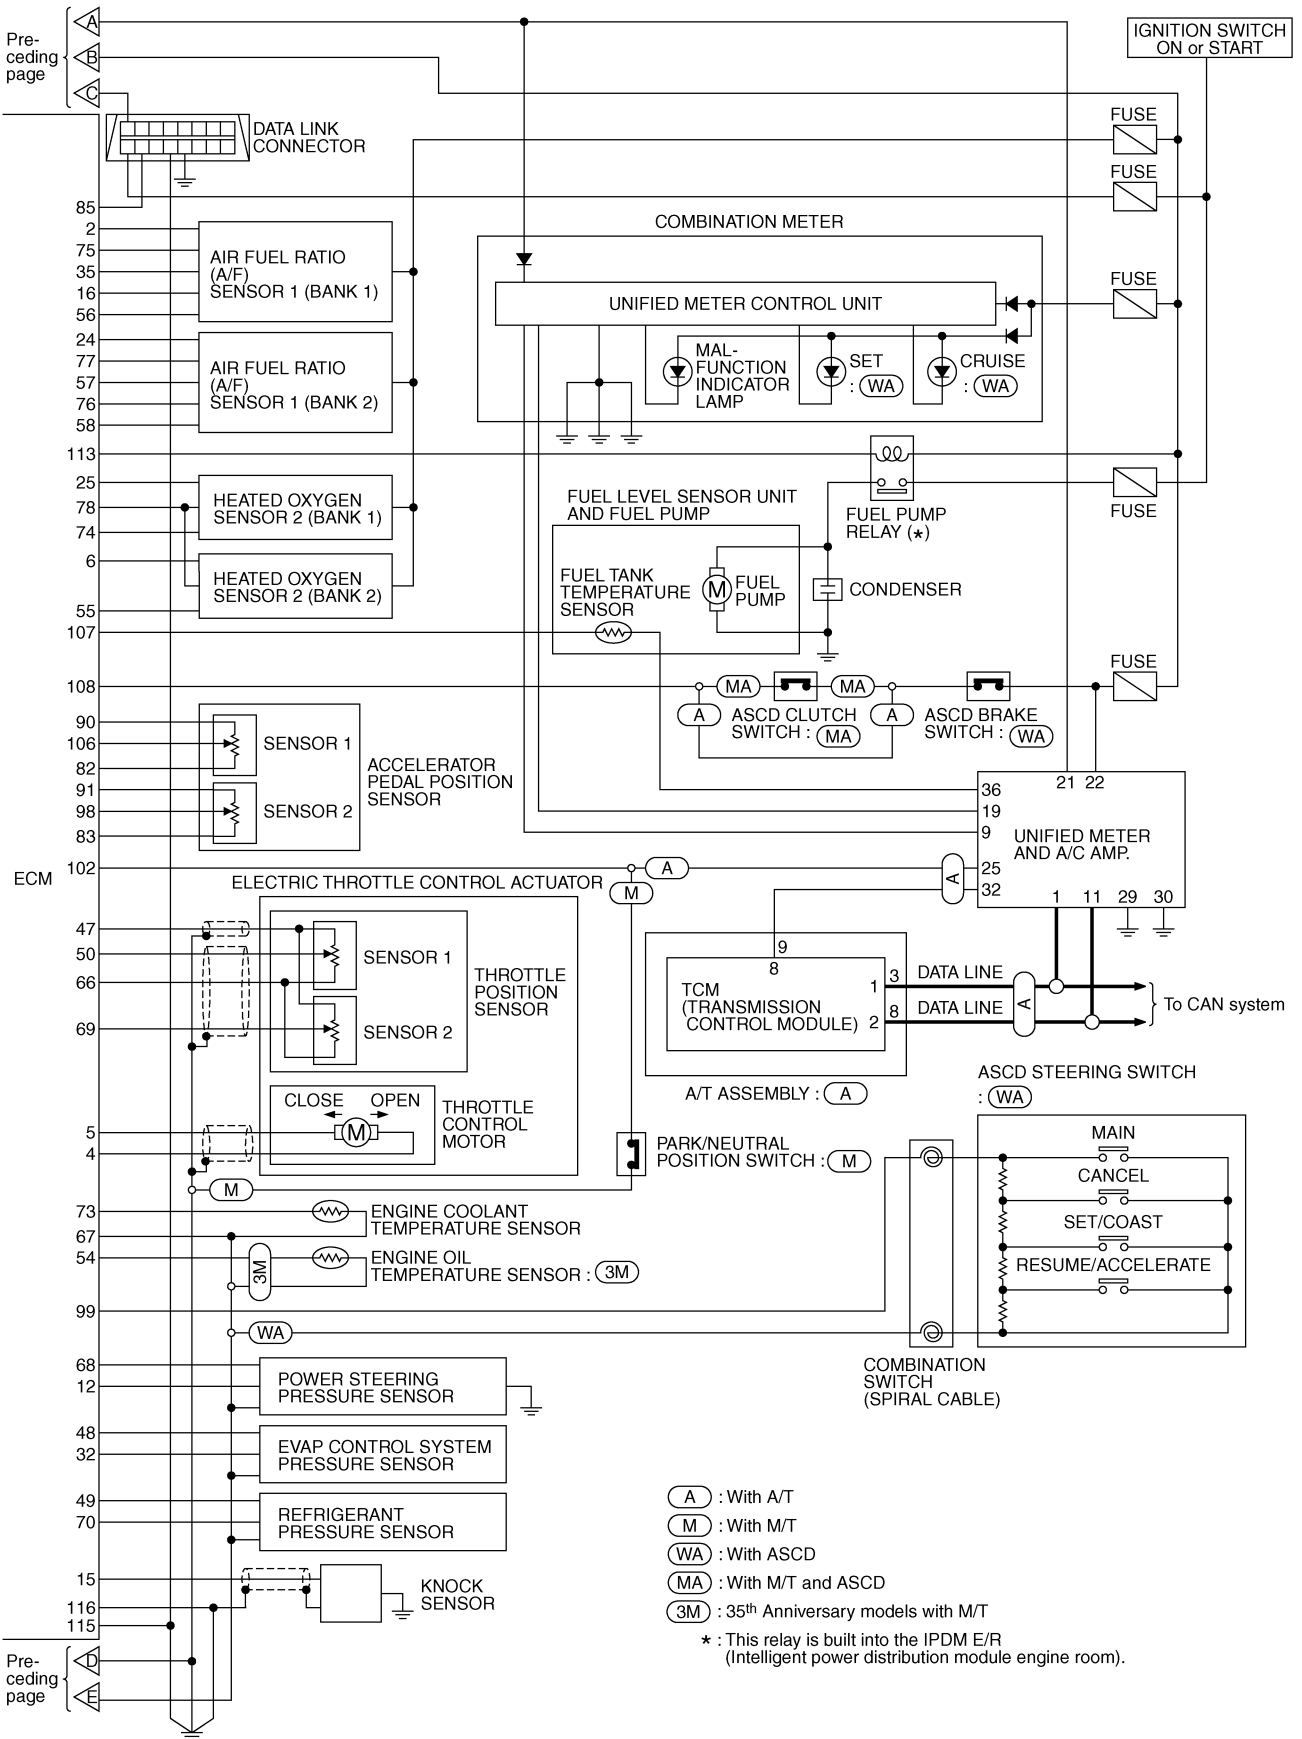 Pre-
ceding
page
A
B
C
IGNITION SWITCH
ON or START
DATA LINK
CONNECTOR
FUSE
FUSE
85
2
75
35
16
56
AIR FUEL RATIO
(A/F)
SENSOR 1 (BANK 1)
COMBINATION METER
FUSE
UNIFIED METER CONTROL UNIT
24
77
57
76
58
AIR FUEL RATIO
(A/F)
SENSOR 1 (BANK 2)
MAL-
FUNCTION
INDICATOR
LAMP
SET
: WA
CRUISE
: WA
113
25
78
74
HEATED OXYGEN
SENSOR 2 (BANK 1)
FUEL LEVEL SENSOR UNIT
AND FUEL PUMP
FUEL PUMP
RELAY (*)
FUSE
6
55
HEATED OXYGEN
SENSOR 2 (BANK 2)
FUEL TANK
TEMPERATURE
SENSOR
M
FUEL
PUMP
CONDENSER
107
108
MA
MA
FUSE
A
ASCD CLUTCH
SWITCH : MA
A
ASCD BRAKE
SWITCH : WA
90
106
82
91
98
83
SENSOR 1
SENSOR 2
ACCELERATOR
PEDAL POSITION
SENSOR
21 22
36
19
9
25
32
UNIFIED METER
AND A/C AMP.
1 11 29 30
ECM
102
A
M
A
ELECTRIC THROTTLE CONTROL ACTUATOR
47
50
66
69
SENSOR 1
SENSOR 2
THROTTLE
POSITION
SENSOR
9
8
TCM
(TRANSMISSION
CONTROL MODULE)
1
2
3
8
DATA LINE
DATA LINE
A
To CAN system
A/T ASSEMBLY : A
ASCD STEERING SWITCH
: WA
5
4
CLOSE OPEN
M
THROTTLE
CONTROL
MOTOR
PARK/NEUTRAL
POSITION SWITCH : M
M
MAIN
CANCEL
SET/COAST
RESUME/ACCELERATE
73
67
54
ENGINE COOLANT
TEMPERATURE SENSOR
3M
ENGINE OIL
TEMPERATURE SENSOR : 3M
99
WA
COMBINATION
SWITCH
(SPIRAL CABLE)
68
12
POWER STEERING
PRESSURE SENSOR
48
32
EVAP CONTROL SYSTEM
PRESSURE SENSOR
49
70
REFRIGERANT
PRESSURE SENSOR
15
116
115
KNOCK
SENSOR
A : With A/T
M : With M/T
WA : With ASCD
MA : With M/T and ASCD
3M : 35th Anniversary models with M/T
* : This relay is built into the IPDM E/R
(Intelligent power distribution module engine room).
Pre-
ceding
page
D
E